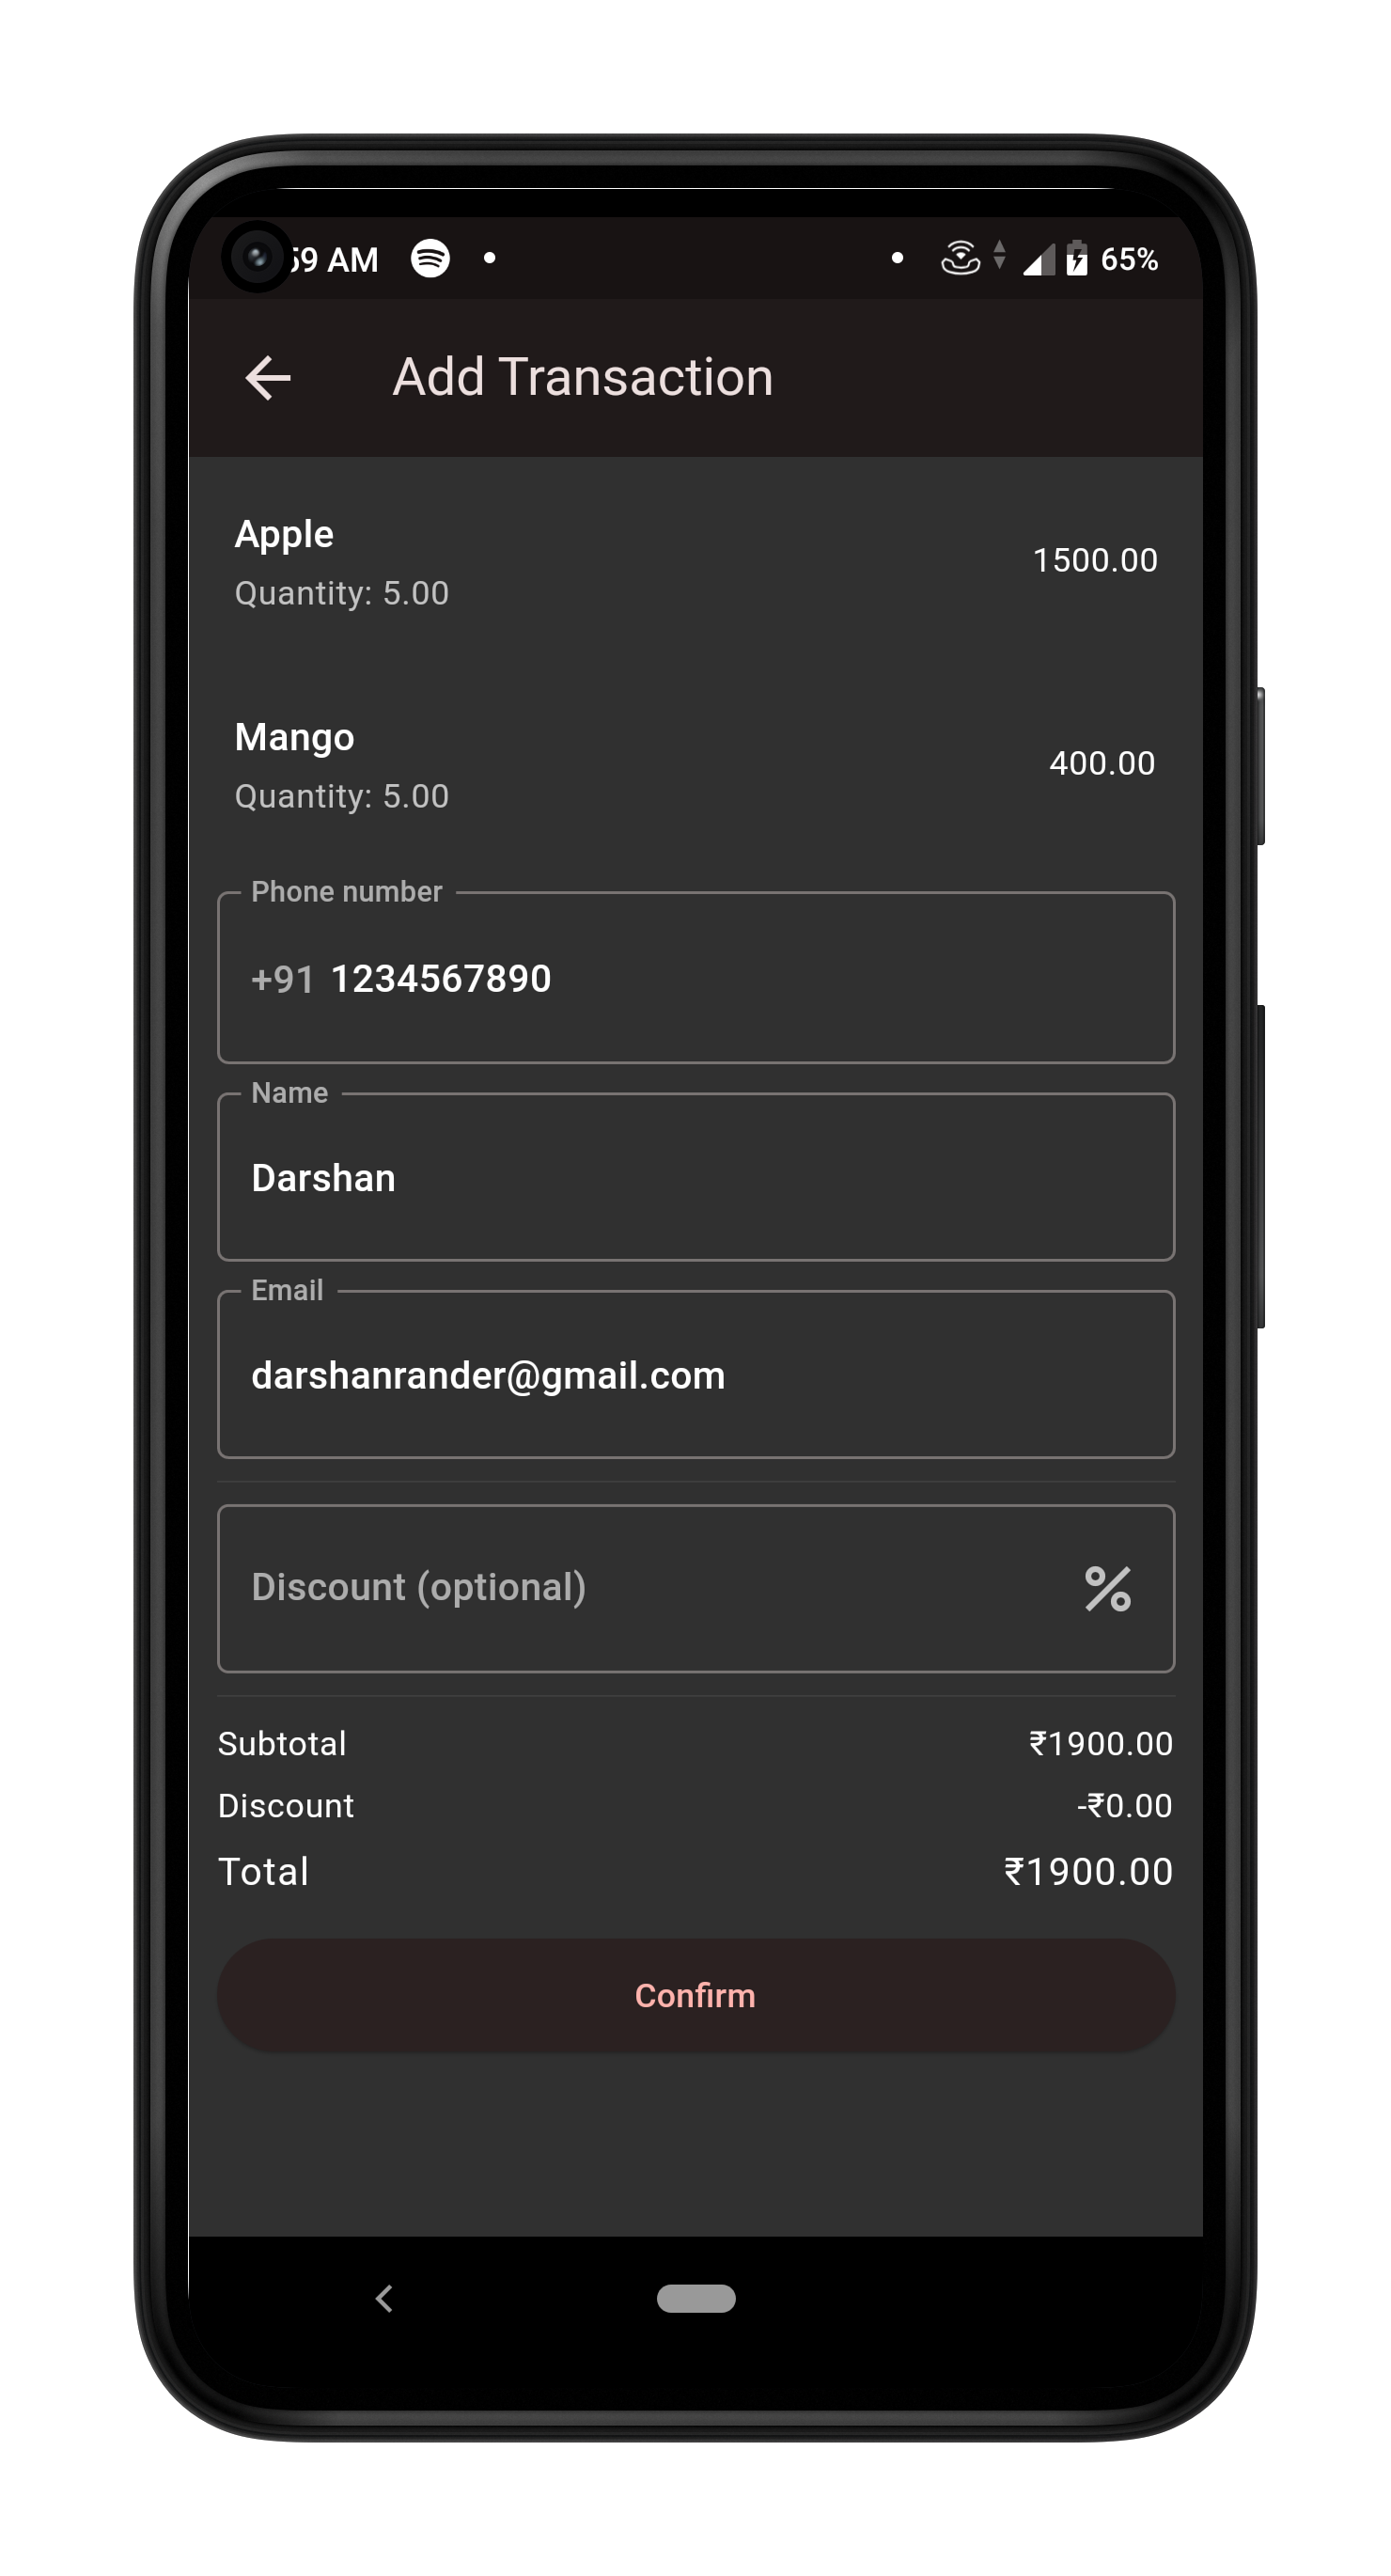 59 AM
65%
Add Transaction
Apple
1500.00
Quantity: 5.00
Mango
400.00
Quantity: 5.00
Phone number
+91 1234567890
Name
Darshan
Email
darshanrander@gmail.com
Discount (optional) %
Subtotal ₹1900.00
Discount -₹0.00
Total ₹1900.00
Confirm